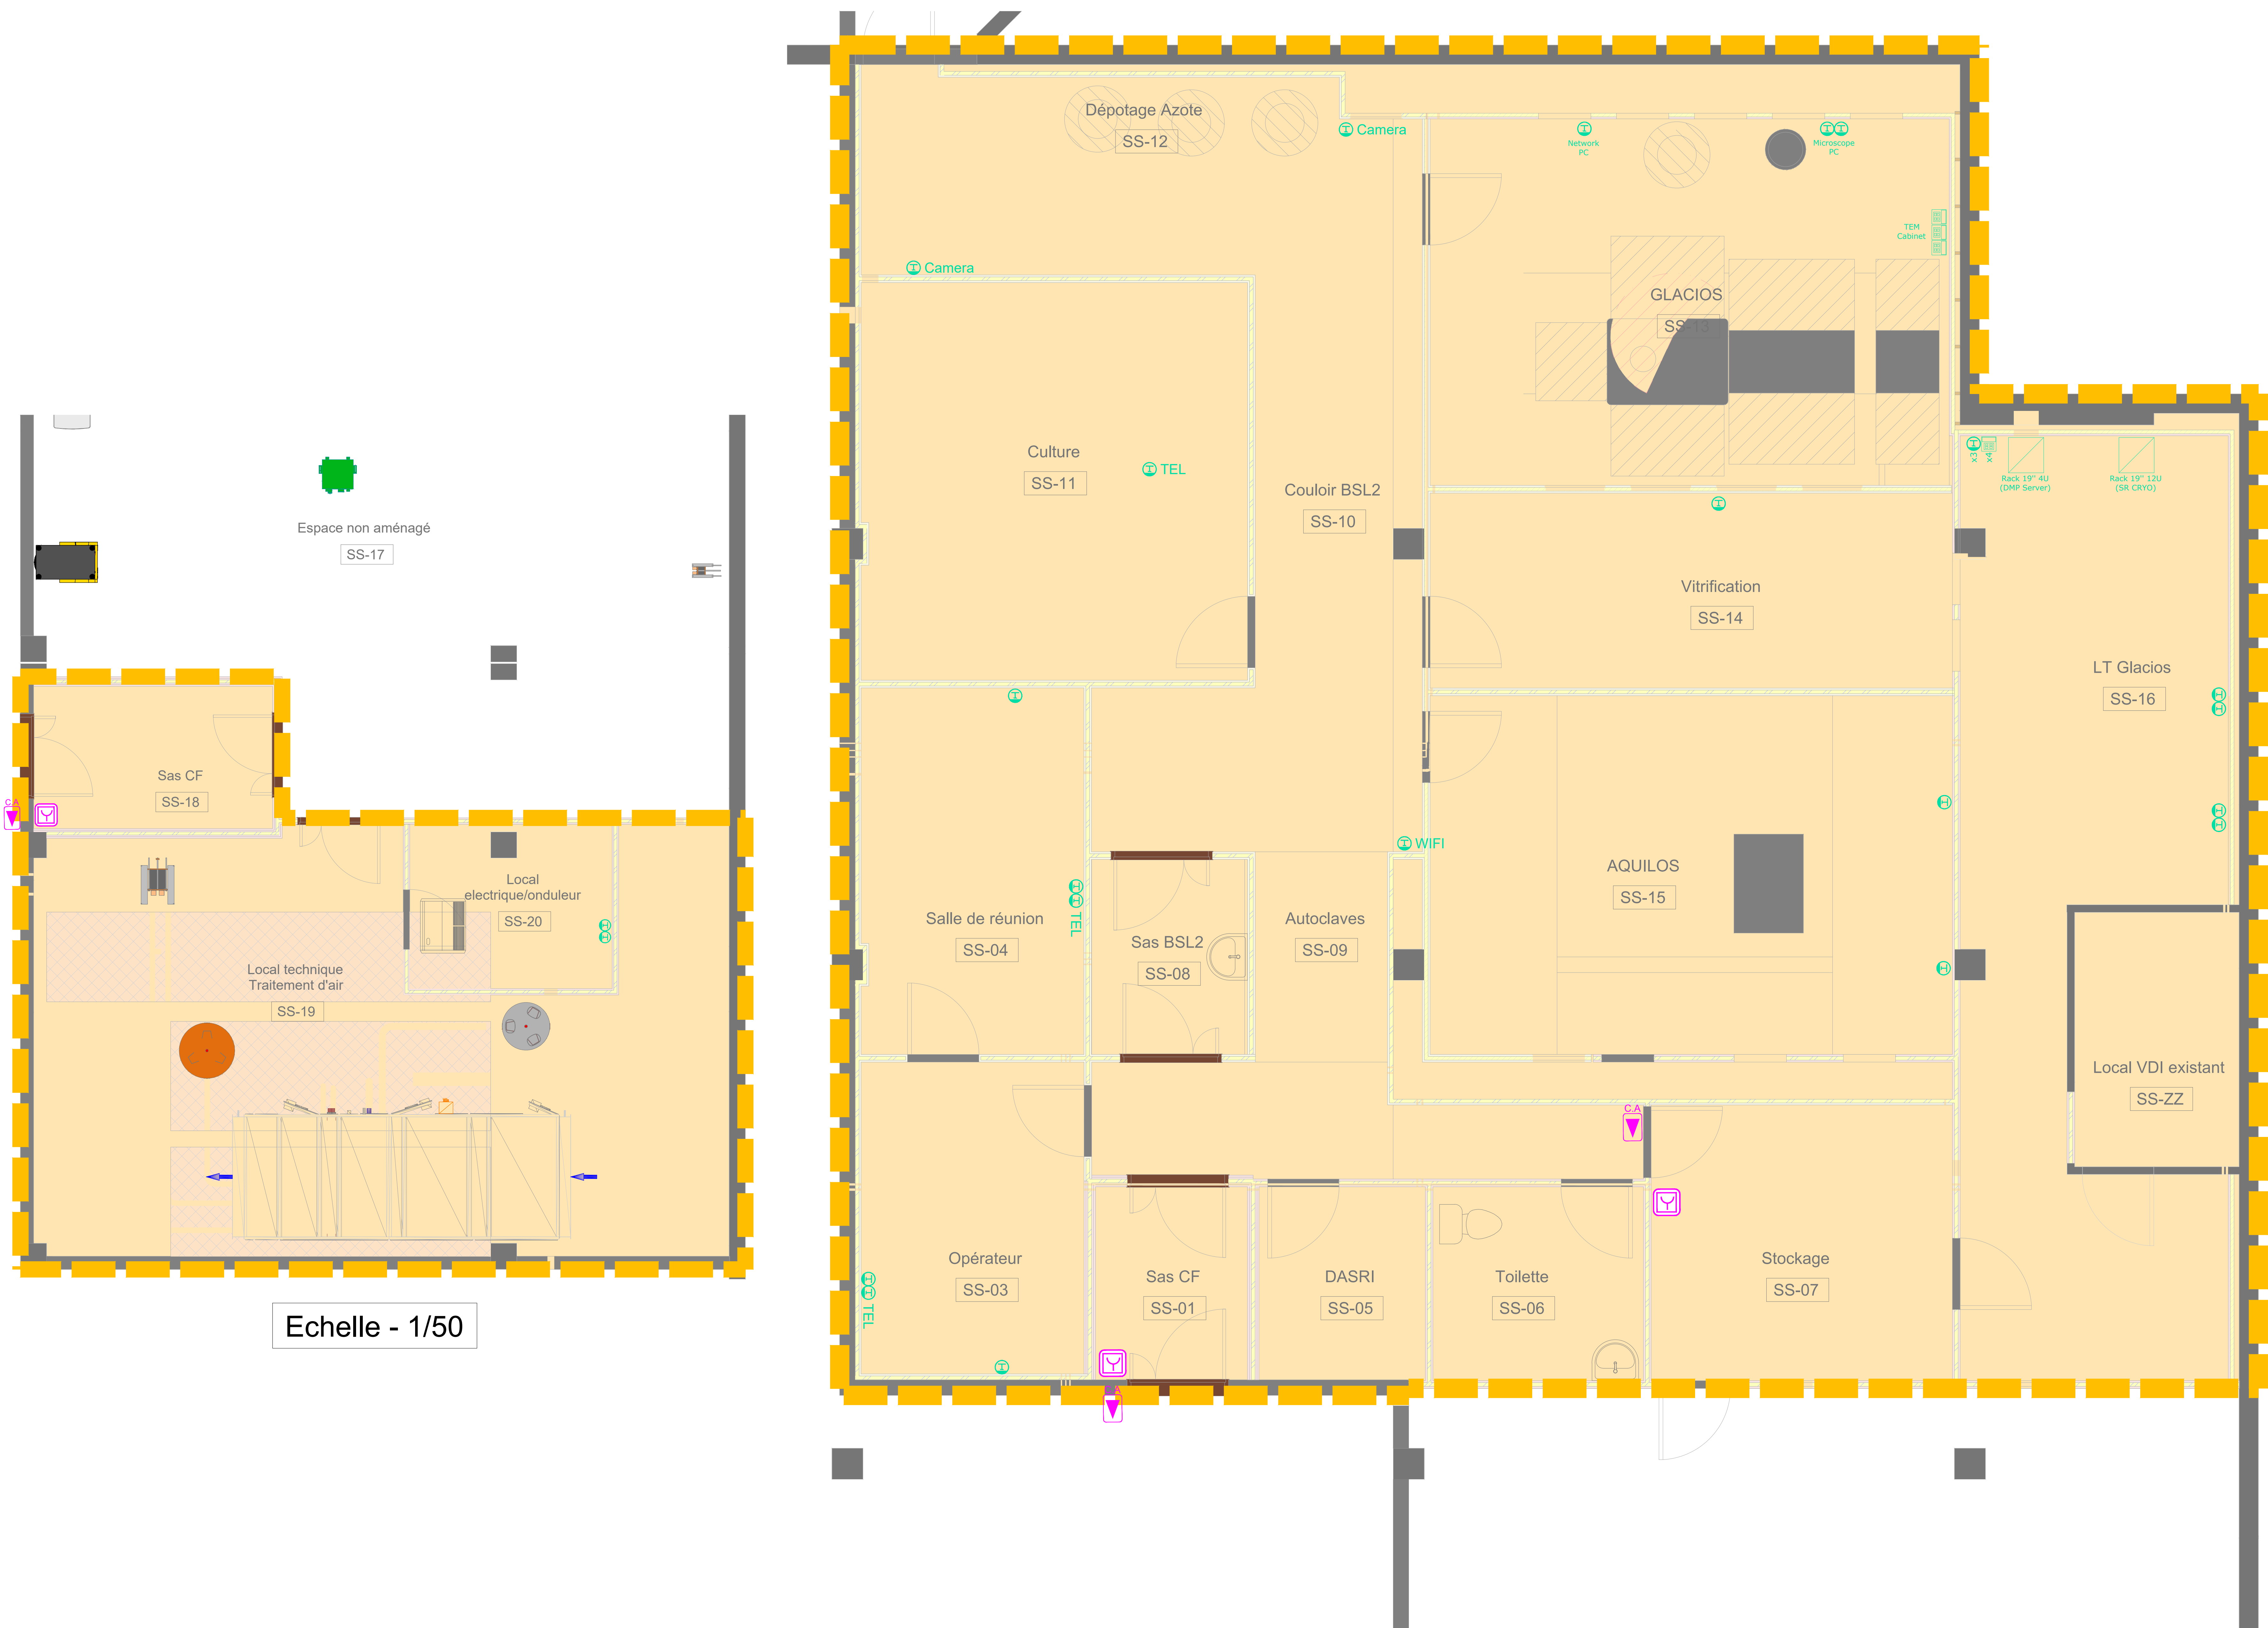 Dépotage Azote
SS-12
Camera
Network
PC
Microscope
PC
TEM
Cabinet
Camera
GLACIOS
SS-13
Culture
SS-11
TEL
Couloir BSL2
SS-10
x3
x4
Rack 19" 4U
(DMP Server)
Rack 19" 12U
(SR CRYO)
Espace non aménagé
SS-17
Vitrification
SS-14
LT Glacios
SS-16
Sas CF
SS-18
C.A
WIFI
AQUILOS
SS-15
Local
electrique/onduleur
SS-20
Salle de réunion
SS-04
TEL
Sas BSL2
SS-08
Autoclaves
SS-09
Local technique
Traitement d'air
SS-19
Local VDI existant
SS-ZZ
C.A
Opérateur
SS-03
TEL
Sas CF
SS-01
DASRI
SS-05
Toilette
SS-06
Stockage
SS-07
Echelle - 1/50
C.A